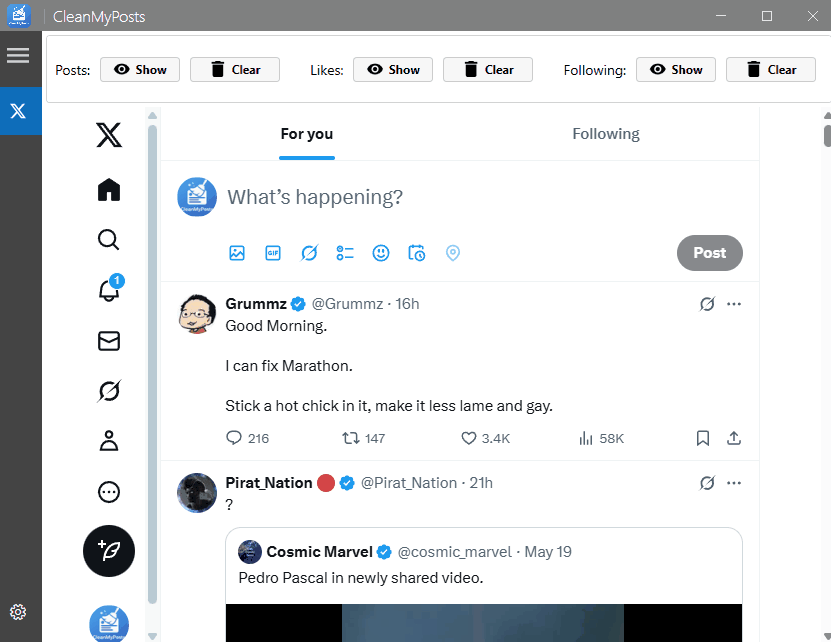 CleanMyPosts
Posts: Show Clear Likes: Show Clear Following: Show Clear
For you Following
What’s happening?
GIF
Post
1
Grummz @Grummz · 16h
Good Morning.
I can fix Marathon.
Stick a hot chick in it, make it less lame and gay.
216 147 3.4K 58K
Pirat_Nation @Pirat_Nation · 21h
?
Cosmic Marvel @cosmic_marvel · May 19
Pedro Pascal in newly shared video.
CleanMyPosts